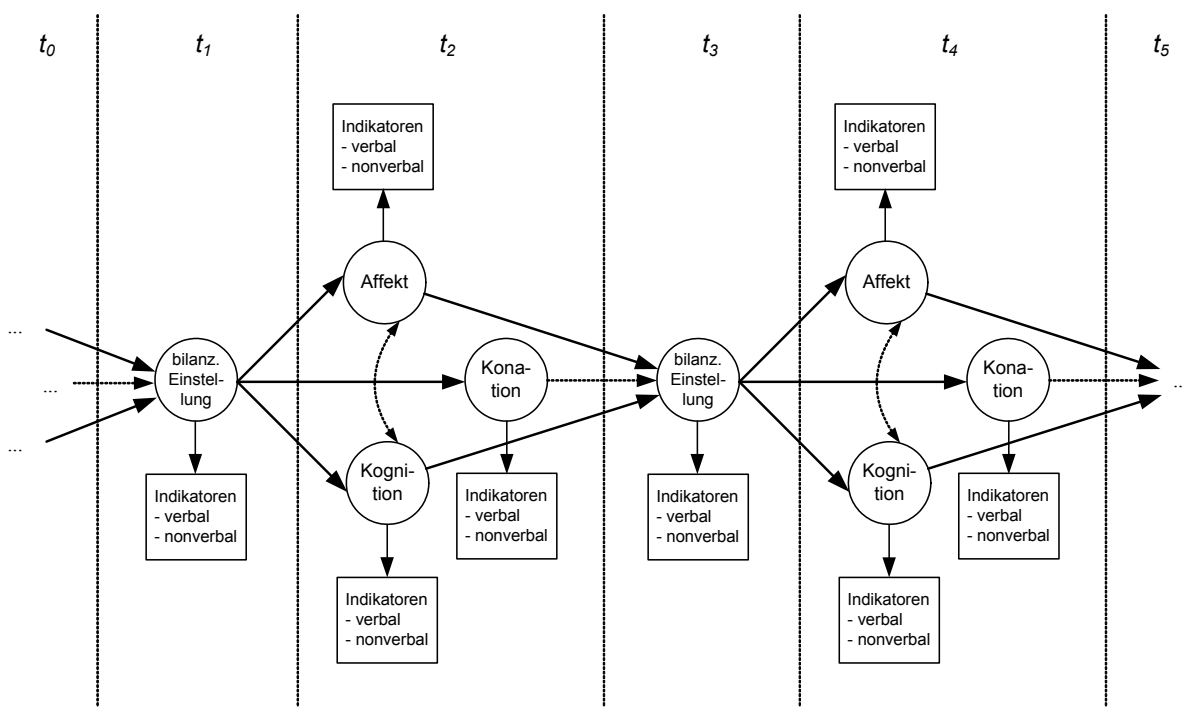 t0 t1 t2 t3 t4 t5
Indikatoren
- verbal
- nonverbal
Indikatoren
- verbal
- nonverbal
Affekt
Affekt
...
...
...
bilanz.
Einstel-
lung
Kona-
tion
bilanz.
Einstel-
lung
Kona-
tion
...
Kogni-
tion
Kogni-
tion
Indikatoren
- verbal
- nonverbal
Indikatoren
- verbal
- nonverbal
Indikatoren
- verbal
- nonverbal
Indikatoren
- verbal
- nonverbal
Indikatoren
- verbal
- nonverbal
Indikatoren
- verbal
- nonverbal